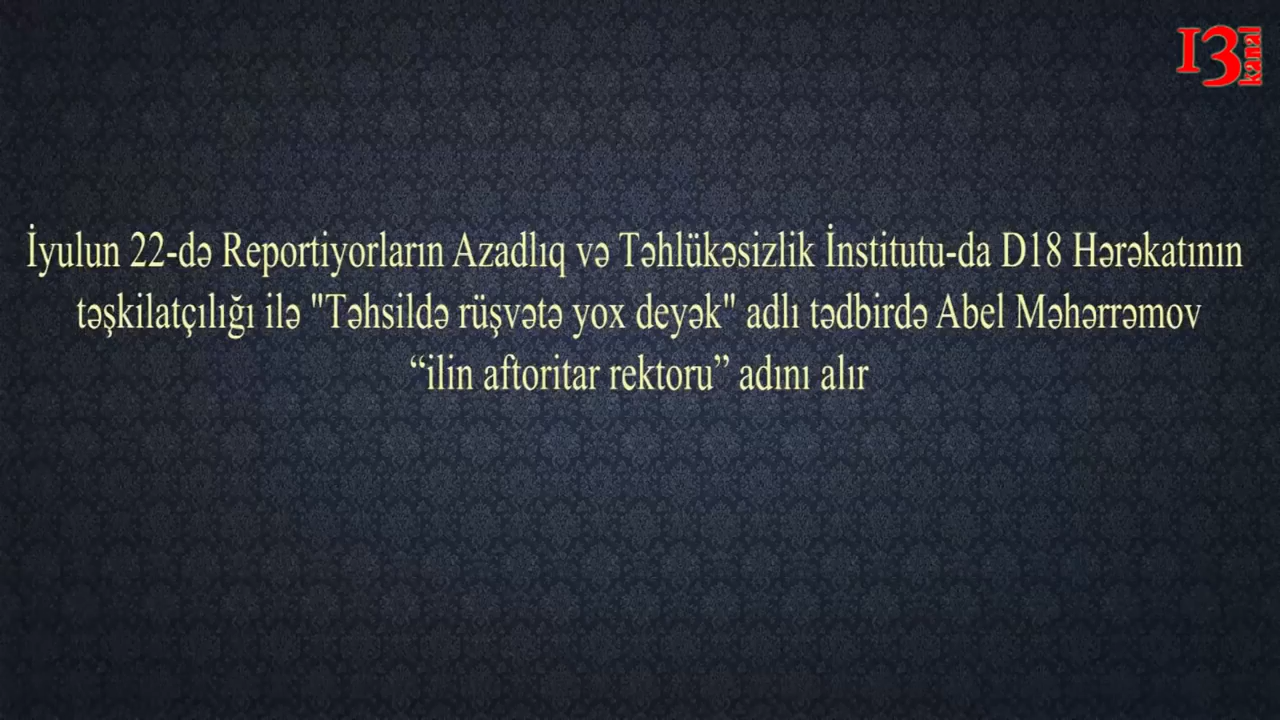 13 kanal
İyulun 22-də Reportiyorların Azadlıq və Təhlükəsizlik İnstitutu-da D18 Hərəkatının
təşkilatçılığı ilə "Təhsildə rüşvətə yox deyək" adlı tədbirdə Abel Məhərrəmov
“ilin aftoritar rektoru” adını alır